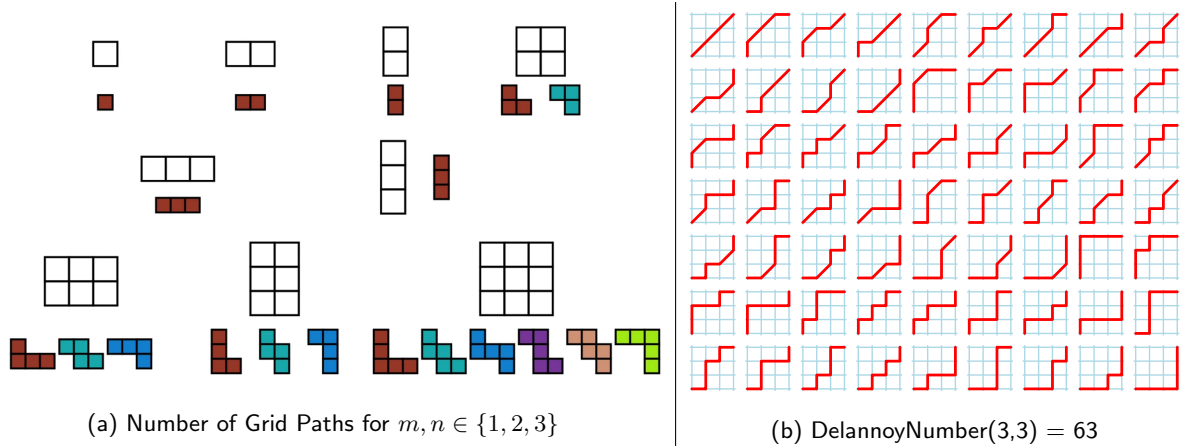 (a) Number of Grid Paths for m, n ∈ {1, 2, 3}
(b) DelannoyNumber(3,3) = 63